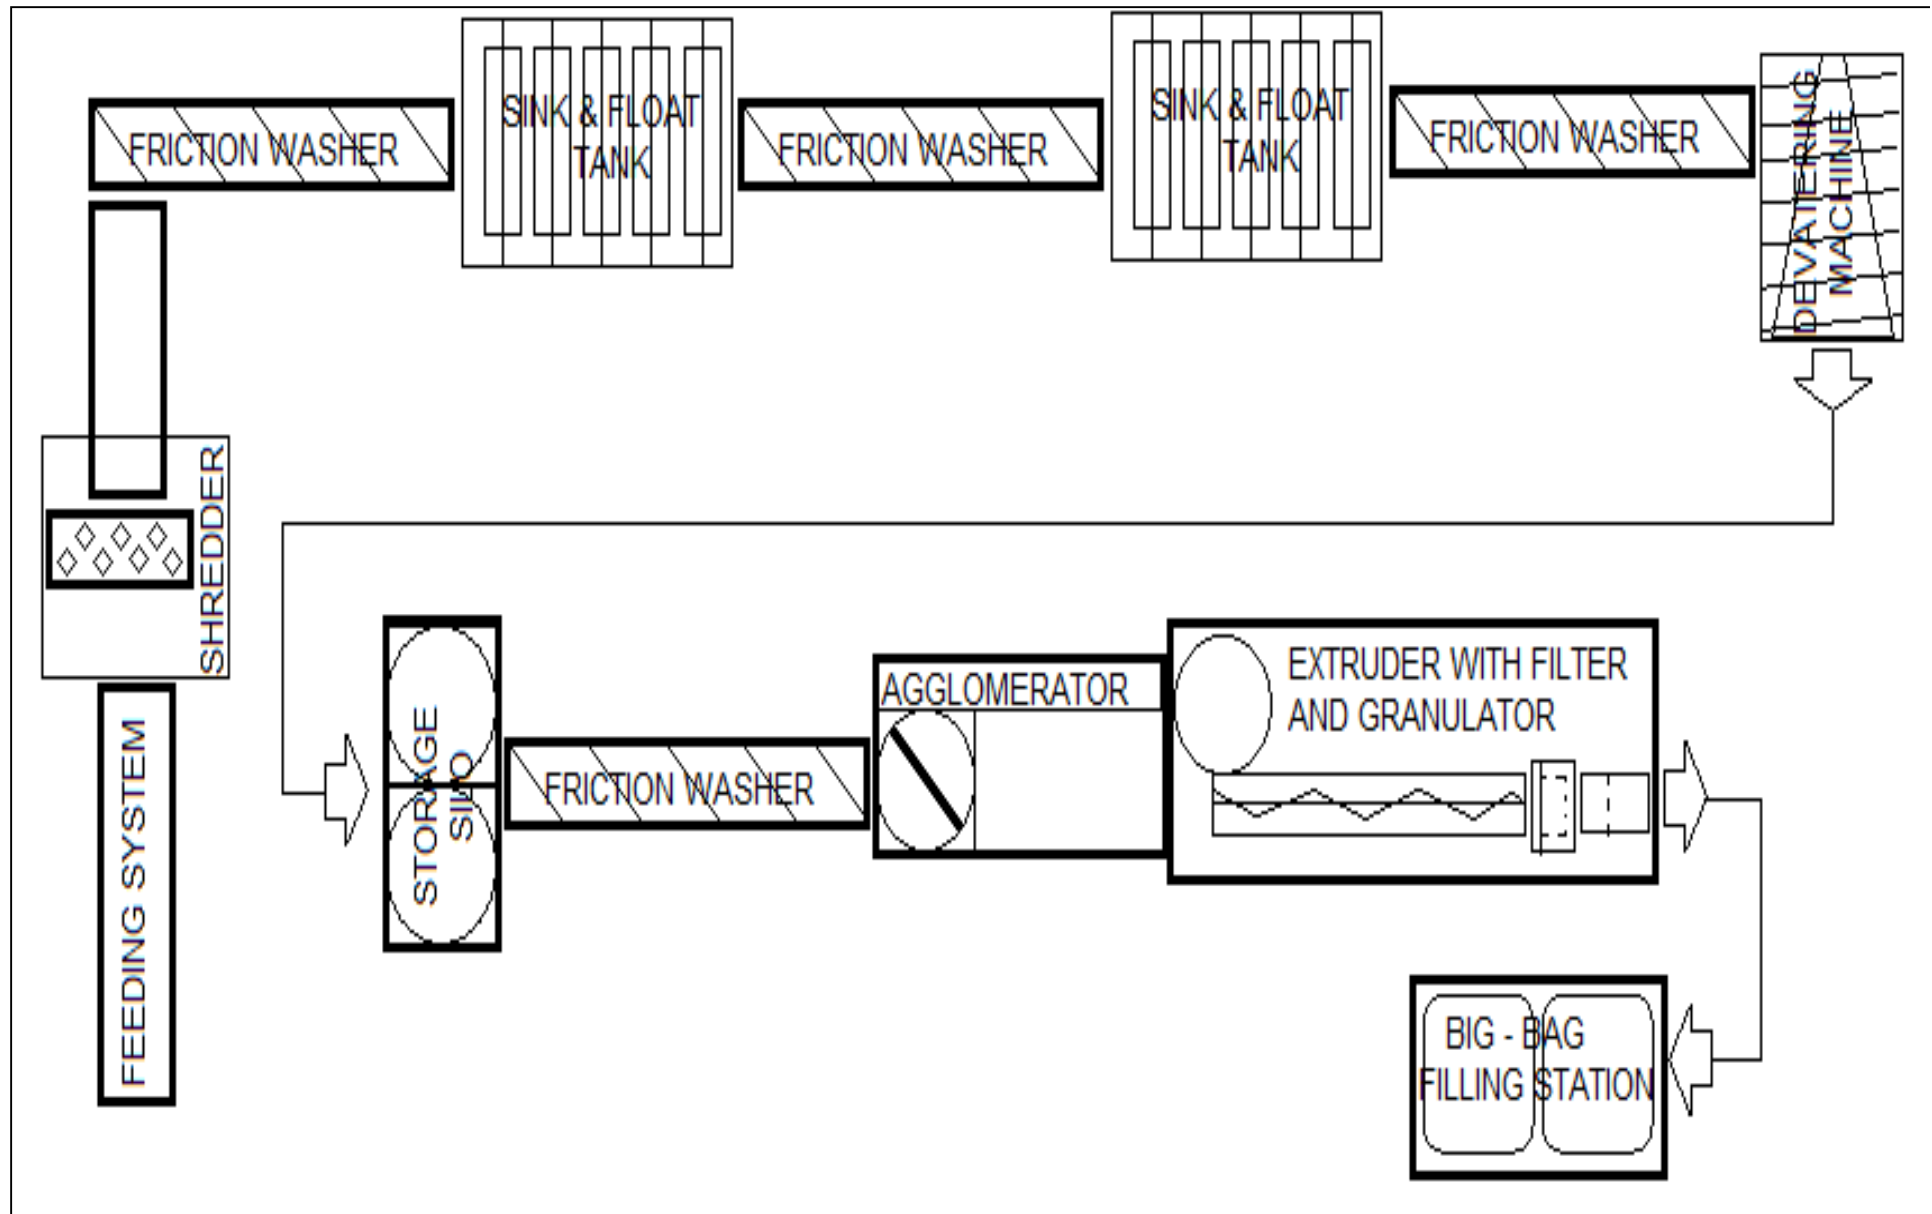 FRICTION WASHER
SINK & FLOAT
TANK
FRICTION WASHER
SINK & FLOAT
TANK
FRICTION WASHER
DEVATERING
MACHINE
SHREDDER
FEEDING SYSTEM
STORAGE
SILO
FRICTION WASHER
AGGLOMERATOR
EXTRUDER WITH FILTER
AND GRANULATOR
BIG - BAG
FILLING STATION